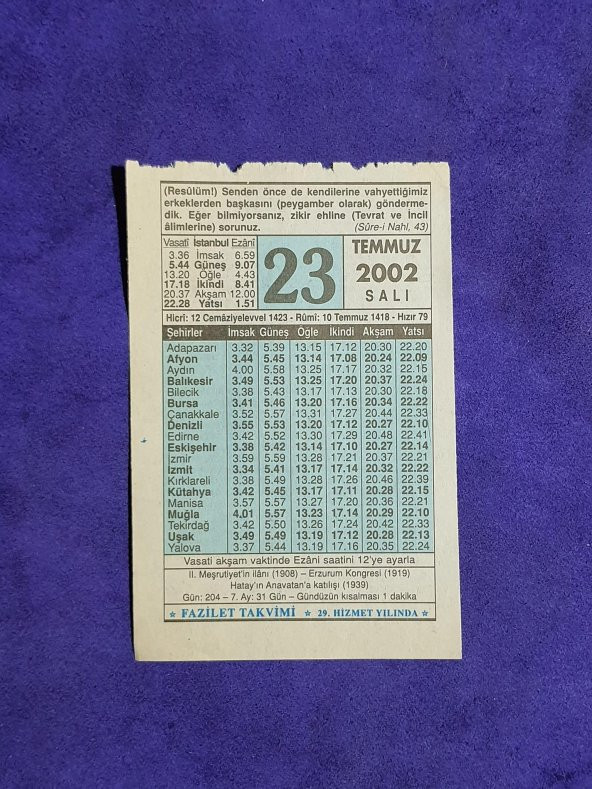 (Resûlüm!) Senden önce de kendilerine vahyettiğimiz
erkeklerden başkasını (peygamber olarak) gönderme-
dik. Eğer bilmiyorsanız, zikir ehline (Tevrat ve İncil
âlimlerine) sorunuz. (Sûre-i Nahl, 43)
Vasatî İstanbul Ezânî
3.36 İmsak 6.59
5.44 Güneş 9.07
13.20 Öğle 4.43
17.18 İkindi 8.41
20.37 Akşam 12.00
22.28 Yatsı 1.51
23
TEMMUZ
2002
SALI
Hicrî: 12 Cemâziyelevvel 1423 - Rûmî: 10 Temmuz 1418 - Hızır 79
Şehirler İmsak Güneş Öğle İkindi Akşam Yatsı
Adapazarı 3.32 5.39 13.15 17.12 20.30 22.20
Afyon 3.44 5.45 13.14 17.08 20.24 22.09
Aydın 4.00 5.58 13.25 17.17 20.32 22.15
Balıkesir 3.49 5.53 13.25 17.20 20.37 22.24
Bilecik 3.38 5.43 13.17 17.13 20.30 22.18
Bursa 3.41 5.46 13.20 17.16 20.34 22.22
Çanakkale 3.52 5.57 13.31 17.27 20.44 22.33
Denizli 3.55 5.53 13.20 17.12 20.27 22.10
Edirne 3.42 5.52 13.30 17.29 20.48 22.41
Eskişehir 3.38 5.42 13.14 17.10 20.27 22.14
İzmir 3.59 5.59 13.28 17.21 20.37 22.21
İzmit 3.34 5.41 13.17 17.14 20.32 22.22
Kırklareli 3.38 5.49 13.28 17.26 20.46 22.39
Kütahya 3.42 5.45 13.17 17.11 20.28 22.15
Manisa 3.57 5.57 13.27 17.20 20.36 22.21
Muğla 4.01 5.57 13.23 17.14 20.29 22.10
Tekirdağ 3.42 5.50 13.26 17.24 20.42 22.33
Uşak 3.49 5.49 13.19 17.12 20.28 22.13
Yalova 3.37 5.44 13.19 17.16 20.35 22.24
Vasati akşam vaktinde Ezâni saatini 12'ye ayarla
II. Meşrutiyet'in ilânı (1908) – Erzurum Kongresi (1919)
Hatay'ın Anavatan'a katılışı (1939)
Gün: 204 – 7. Ay: 31 Gün – Gündüzün kısalması 1 dakika
★ FAZİLET TAKVİMİ ★ 29. HİZMET YILINDA ★